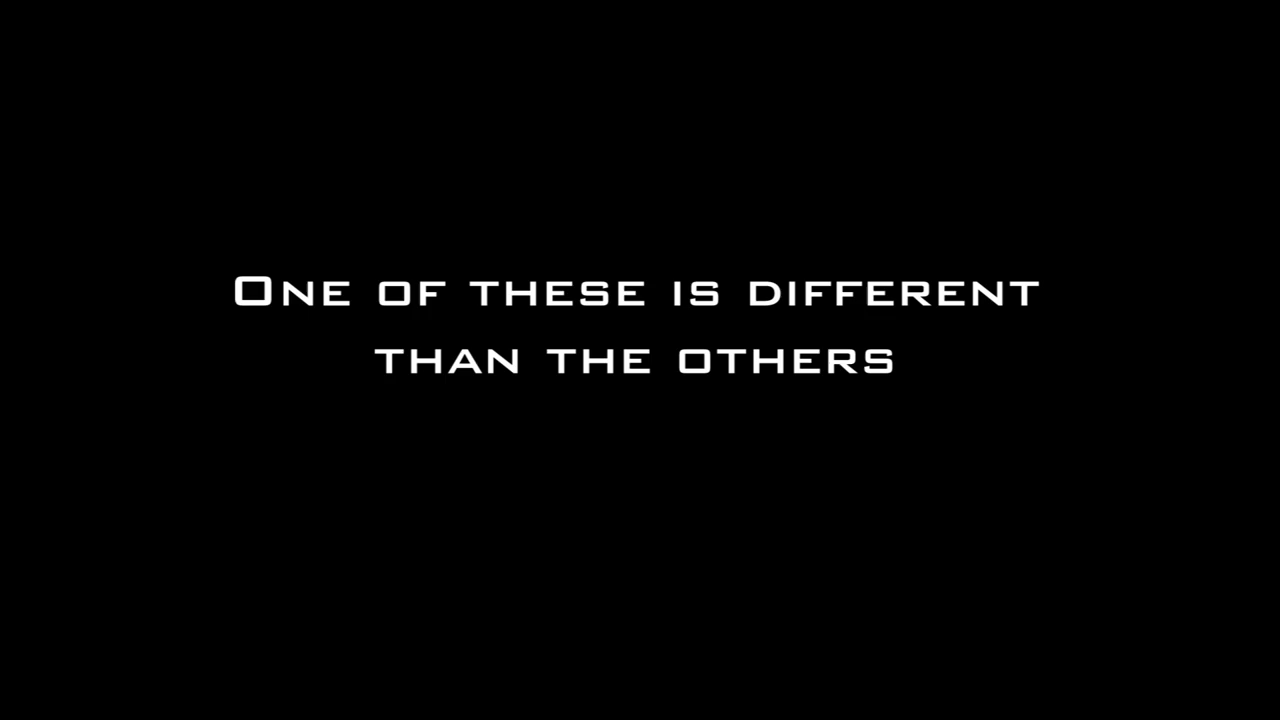 One of these is different
than the others